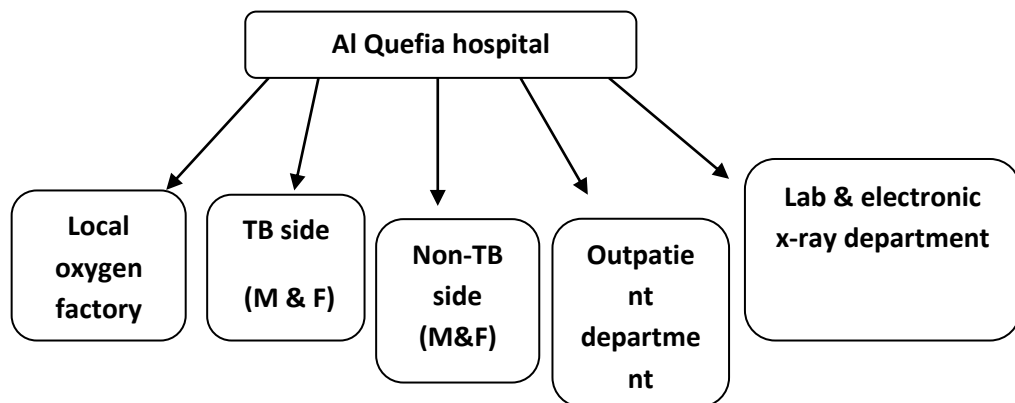 Al Quefia hospital
Local
oxygen
factory
TB side
(M & F)
Non-TB
side
(M&F)
Outpatie
nt
departme
nt
Lab & electronic
x-ray department